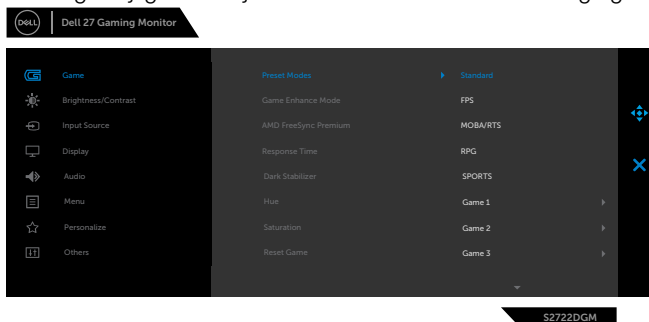 DELL
Dell 27 Gaming Monitor
Game Preset Modes Standard
Brightness/Contrast Game Enhance Mode FPS
Input Source AMD FreeSync Premium MOBA/RTS
Display Response Time RPG
Audio Dark Stabilizer SPORTS
Menu Hue Game 1
Personalize Saturation Game 2
Others Reset Game Game 3
S2722DGM